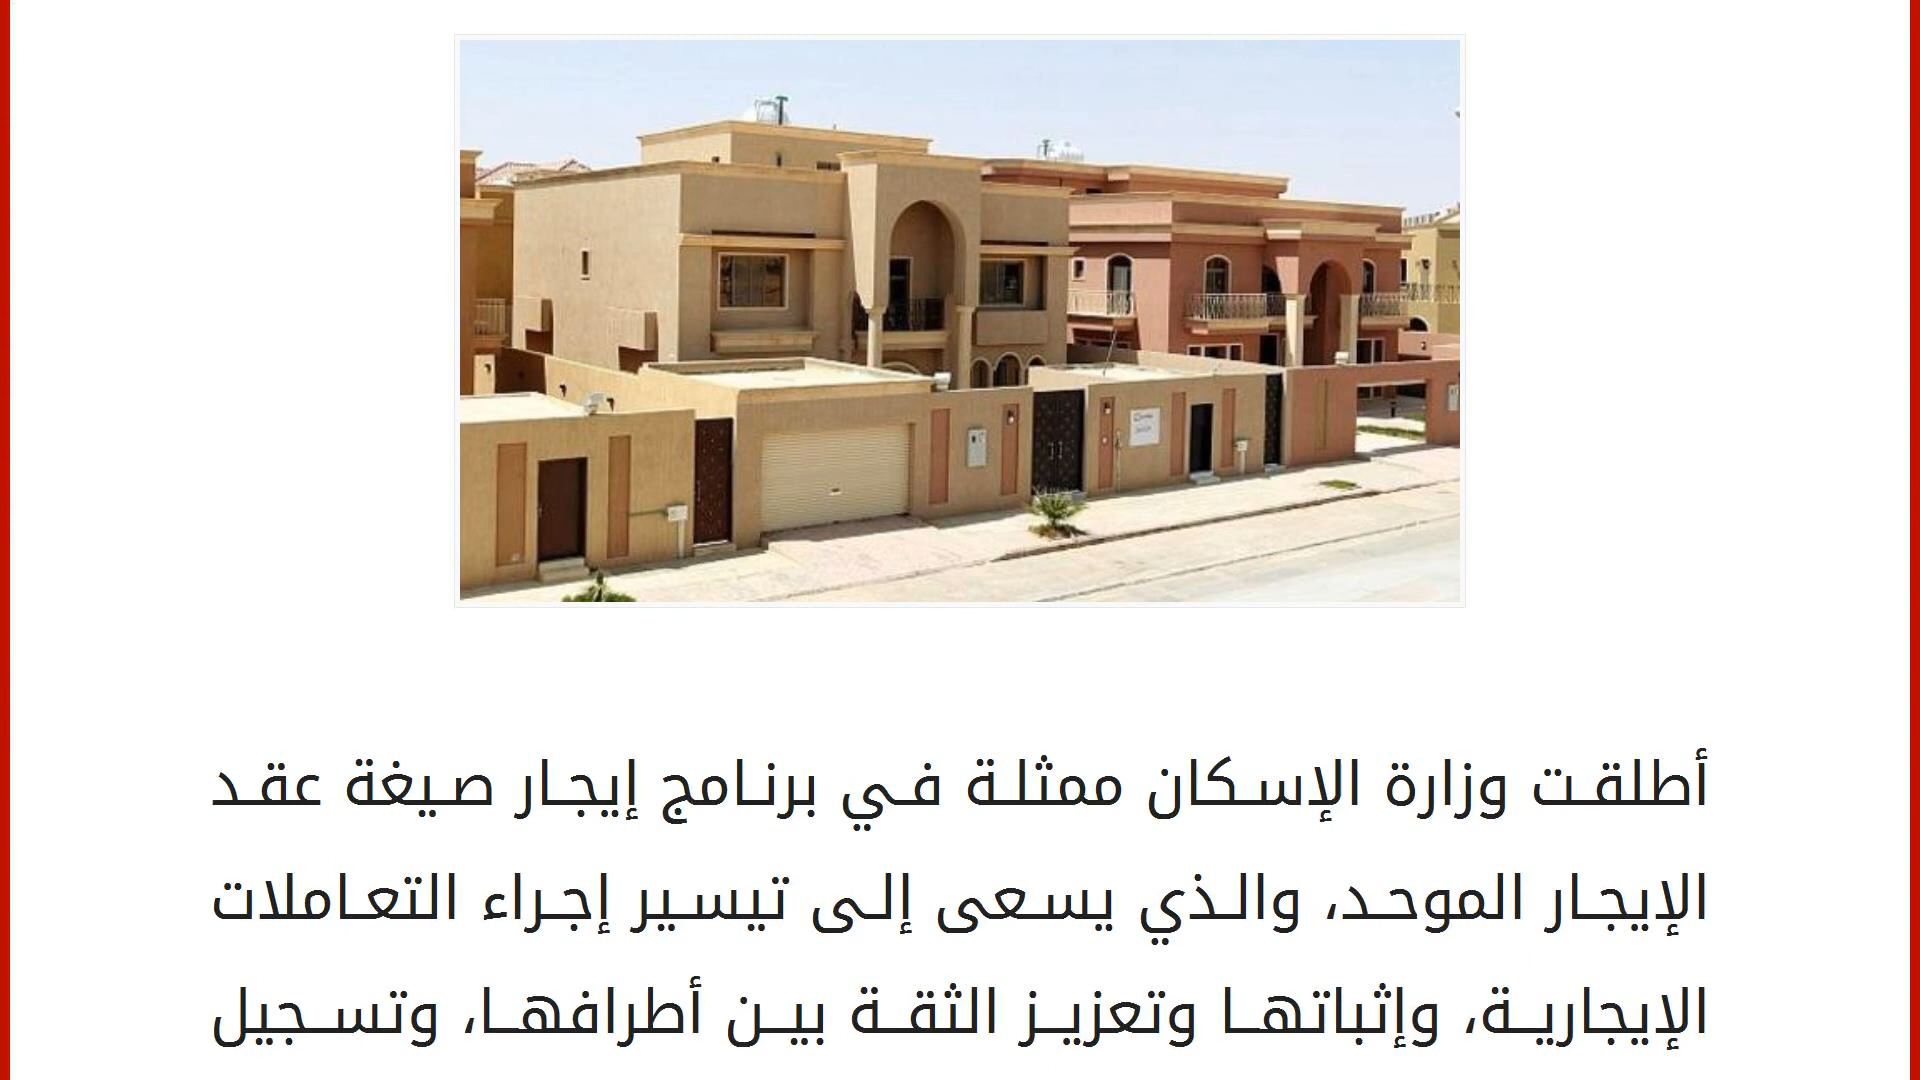 أطلقت وزارة الإسكان ممثلة في برنامج إيجار صيغة عقد
الإيجار الموحد، والذي يسعى إلى تيسير إجراء التعاملات
الإيجارية، وإثباتها وتعزيز الثقة بين أطرافها، وتسجيل